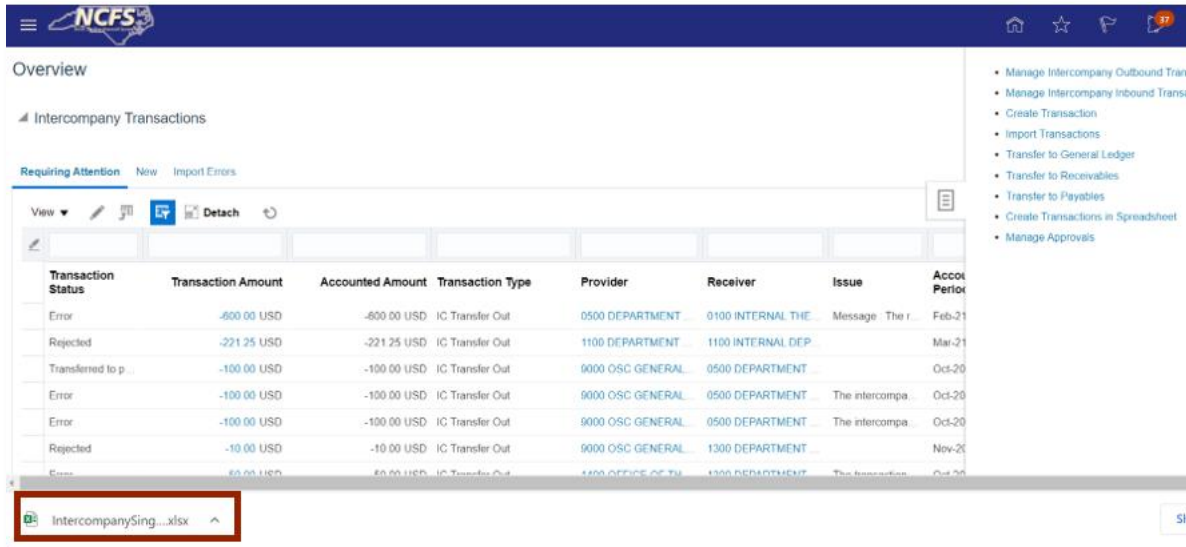 NCFS
37
Overview
Intercompany Transactions
Requiring Attention New Import Errors
View Detach
Transaction Status Transaction Amount Accounted Amount Transaction Type Provider Receiver Issue
Error -600.00 USD -600.00 USD IC Transfer Out 0500 DEPARTMENT ... 0100 INTERNAL THE... Message : The r... Feb-21
Rejected -221.25 USD -221.25 USD IC Transfer Out 1100 DEPARTMENT ... 1100 INTERNAL DEP... Mar-21
Transferred to p... -100.00 USD -100.00 USD IC Transfer Out 9000 OSC GENERAL... 0500 DEPARTMENT ... Oct-20
Error -100.00 USD -100.00 USD IC Transfer Out 9000 OSC GENERAL... 0500 DEPARTMENT ... The intercompa... Oct-20
Error -100.00 USD -100.00 USD IC Transfer Out 9000 OSC GENERAL... 0500 DEPARTMENT ... The intercompa... Oct-20
Rejected -10.00 USD -10.00 USD IC Transfer Out 9000 OSC GENERAL... 1300 DEPARTMENT ... Nov-20
Manage Intercompany Outbound Tran
Manage Intercompany Inbound Transa
Create Transaction
Import Transactions
Transfer to General Ledger
Transfer to Receivables
Transfer to Payables
Create Transactions in Spreadsheet
Manage Approvals
IntercompanySing....xlsx